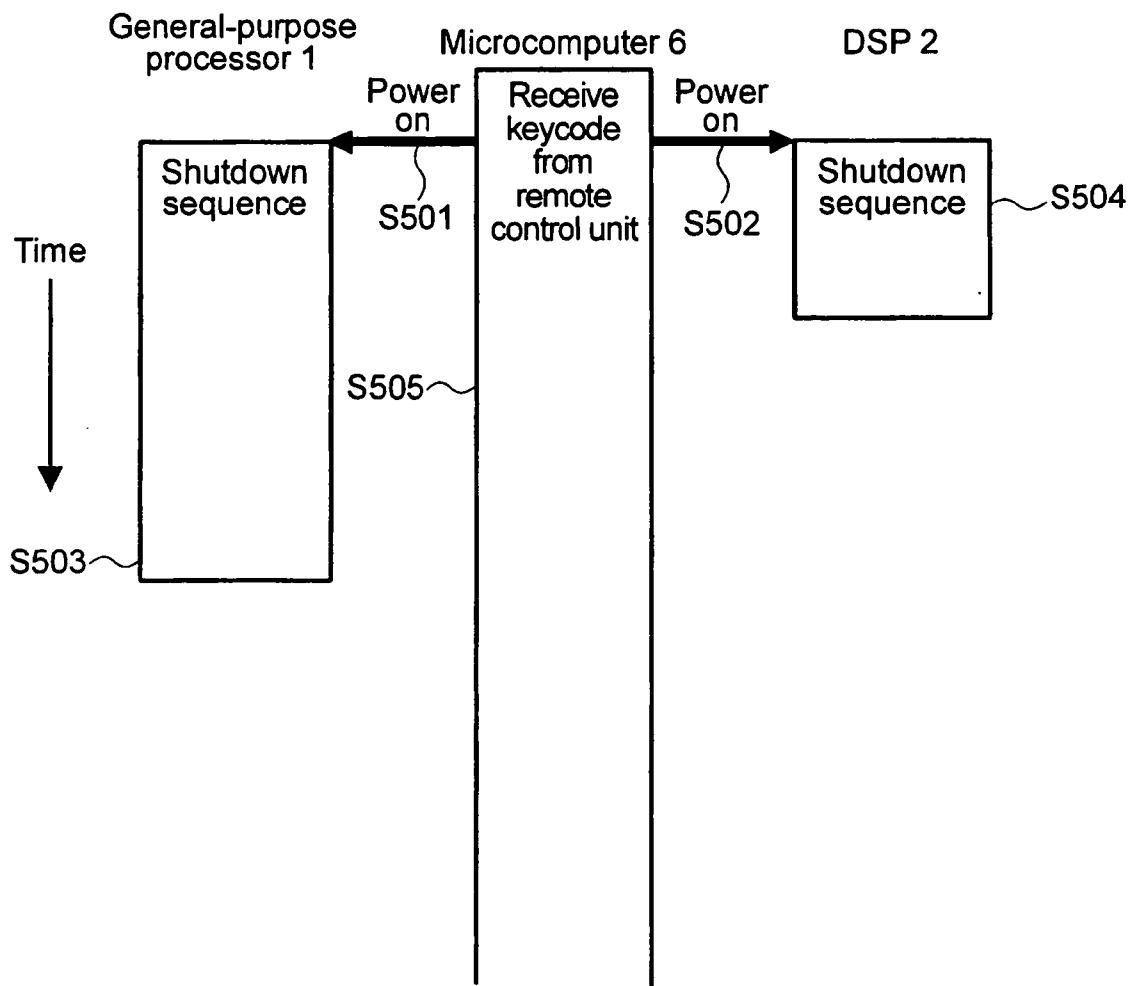 General-purpose
processor 1
Microcomputer 6
DSP 2
Power
on
Receive
keycode
from
remote
control unit
Power
on
Shutdown
sequence
S501
S502
Shutdown
sequence
S504
Time
S505
S503